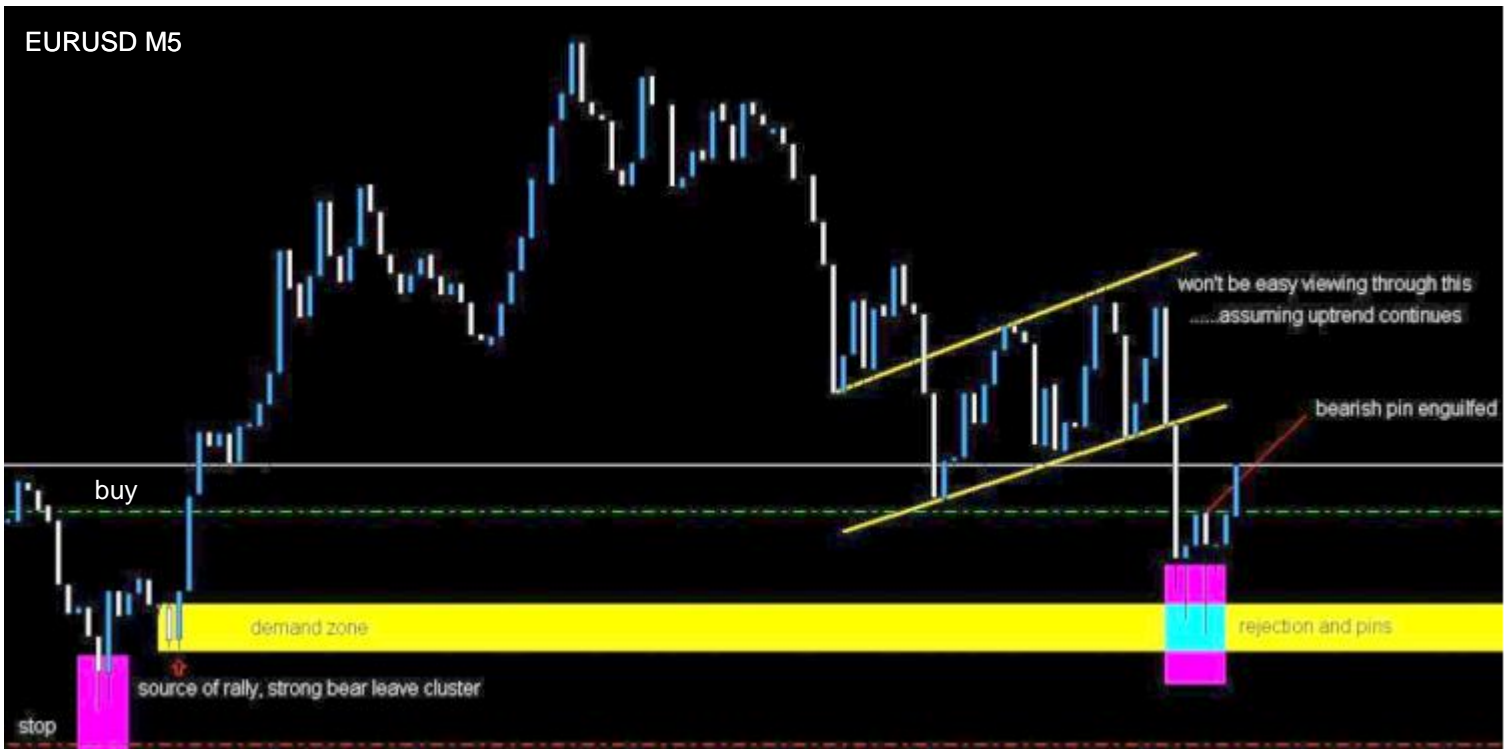 EURUSD M5
won't be easy viewing through this
......assuming uptrend continues
bearish pin enguilfed
buy
demand zone
rejection and pins
source of rally, strong bear leave cluster
stop